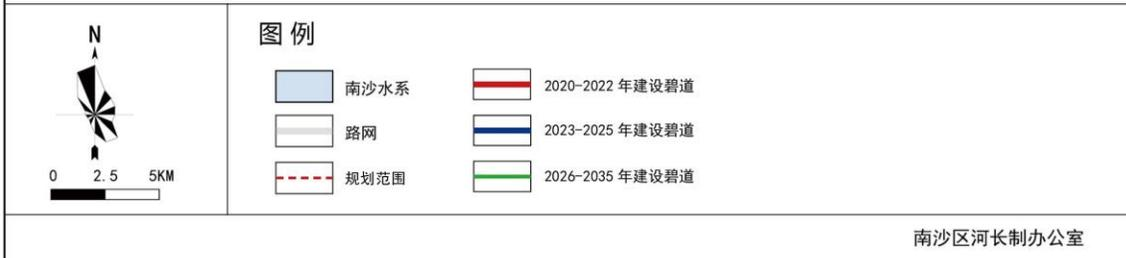 N
0 2.5 5KM
图例
南沙水系
路网
规划范围
2020-2022 年建设碧道
2023-2025 年建设碧道
2026-2035 年建设碧道
南沙区河长制办公室